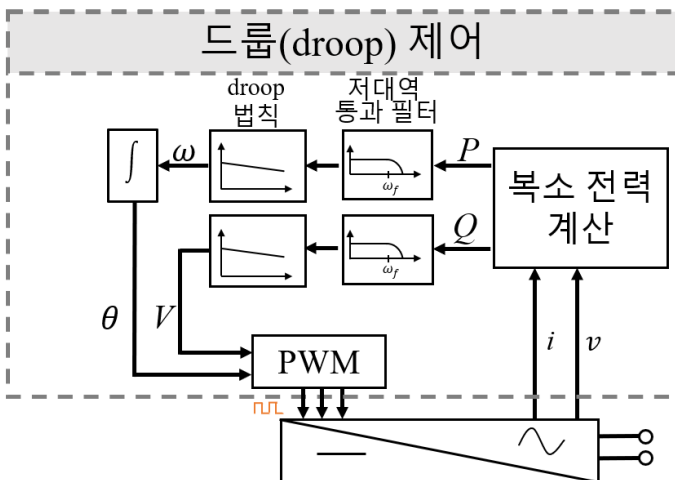 드룹(droop) 제어
droop
법칙
저대역
통과 필터
∫
ω
ω_f
P
복소 전력
계산
ω_f
Q
θ
V
PWM
i
v